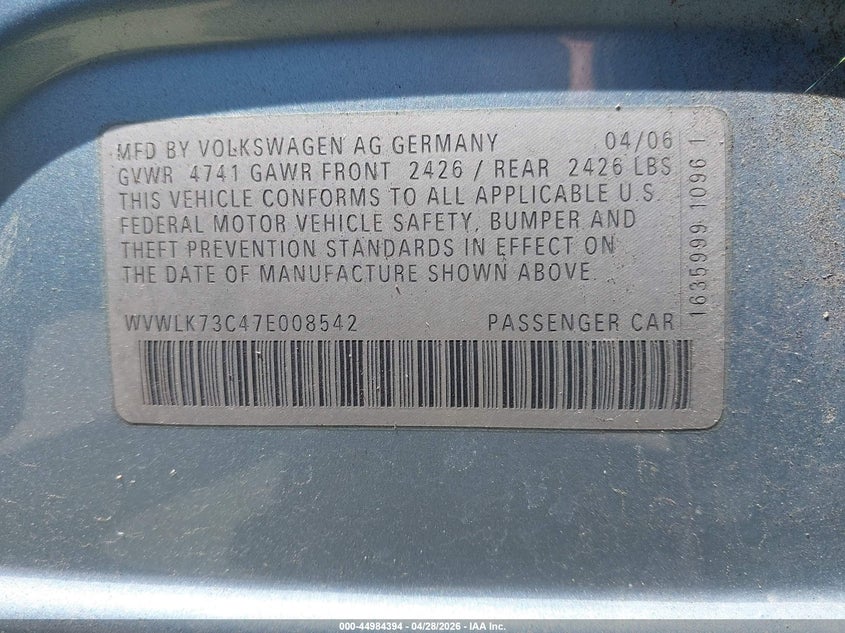 MFD BY VOLKSWAGEN AG GERMANY 04/06
GVWR 4741 GAWR FRONT 2426 / REAR 2426 LBS
THIS VEHICLE CONFORMS TO ALL APPLICABLE U.S.
FEDERAL MOTOR VEHICLE SAFETY, BUMPER AND
THEFT PREVENTION STANDARDS IN EFFECT ON
THE DATE OF MANUFACTURE SHOWN ABOVE.
WVWLK73C47E008542 PASSENGER CAR
1635999 1096 1
000-44984394 - 04/28/2026 - IAA Inc.